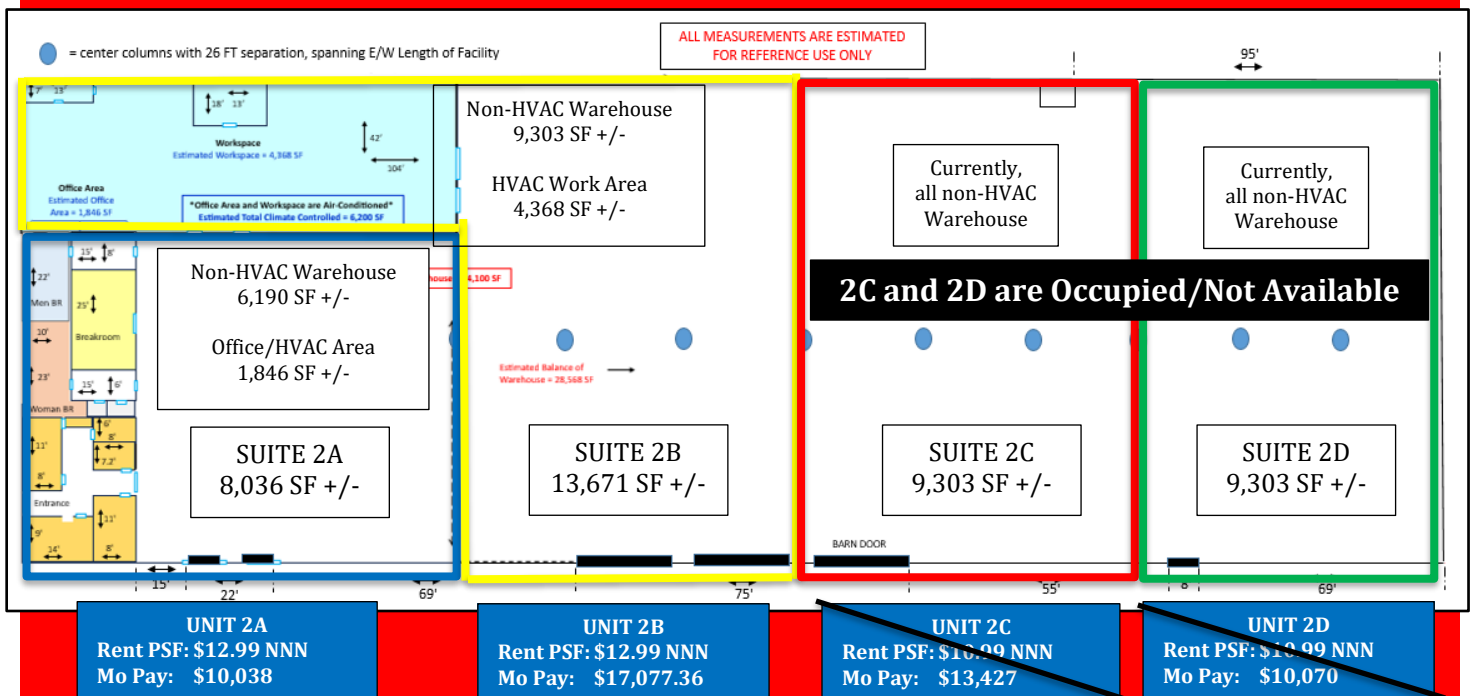 = center columns with 26 FT separation, spanning E/W Length of Facility
ALL MEASUREMENTS ARE ESTIMATED
FOR REFERENCE USE ONLY
95'
7' 13'
18' 13'
42'
104'
Workspace
Estimated Workspace = 4,368 SF
Office Area
Estimated Office
Area = 1,846 SF
*Office Area and Workspace are Air-Conditioned*
Estimated Total Climate Controlled = 6,200 SF
Non-HVAC Warehouse
9,303 SF +/-
HVAC Work Area
4,368 SF +/-
Currently,
all non-HVAC
Warehouse
Currently,
all non-HVAC
Warehouse
15' 8'
22'
Men BR
25'
Breakroom
10'
23'
15' 6'
Woman BR
6'
8'
7.2'
11'
8'
Entrance
11'
9'
14'
8'
Non-HVAC Warehouse
6,190 SF +/-
Office/HVAC Area
1,846 SF +/-
4,100 SF
2C and 2D are Occupied/Not Available
Estimated Balance of
Warehouse = 28,568 SF
SUITE 2A
8,036 SF +/-
SUITE 2B
13,671 SF +/-
SUITE 2C
9,303 SF +/-
SUITE 2D
9,303 SF +/-
BARN DOOR
15'
22'
69'
75'
55'
8
69'
UNIT 2A
Rent PSF: $12.99 NNN
Mo Pay: $10,038
UNIT 2B
Rent PSF: $12.99 NNN
Mo Pay: $17,077.36
UNIT 2C
Rent PSF: $10.99 NNN
Mo Pay: $13,427
UNIT 2D
Rent PSF: $10.99 NNN
Mo Pay: $10,070